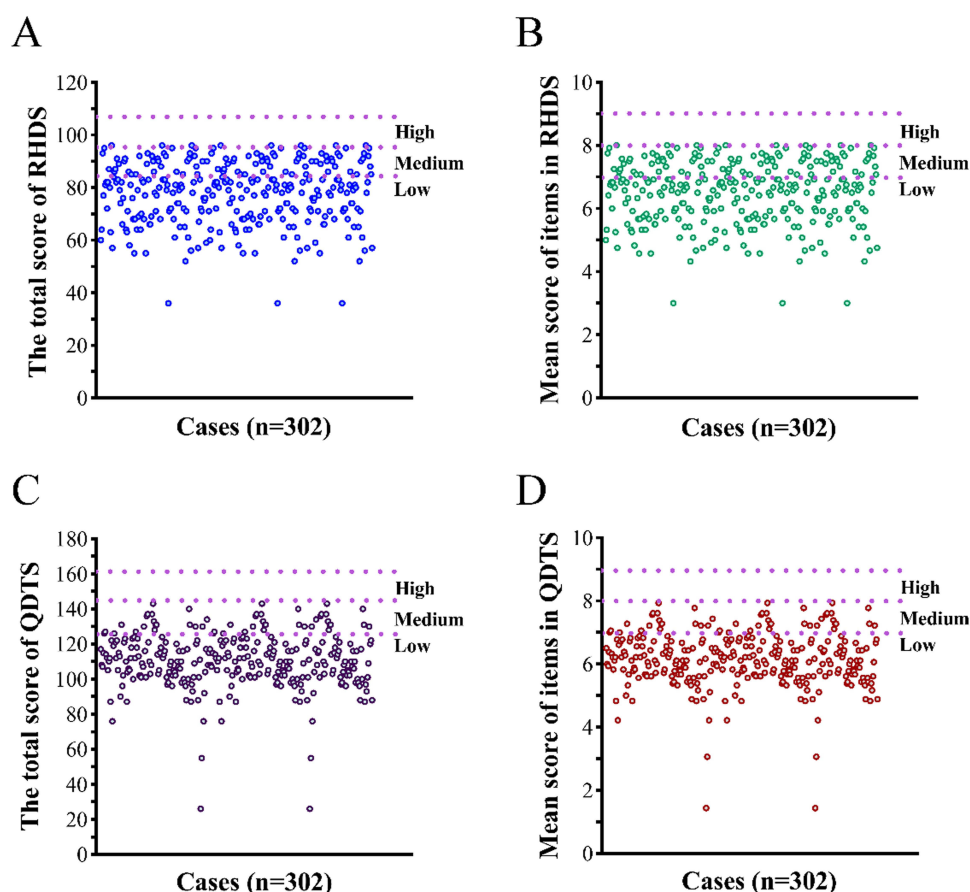 A
The total score of RHDS
120
100
80
60
40
20
0
High
Medium
Low
Cases (n=302)
B
Mean score of items in RHDS
10
8
6
4
2
0
High
Medium
Low
Cases (n=302)
C
The total score of QDTS
180
160
140
120
100
80
60
40
20
0
High
Medium
Low
Cases (n=302)
D
Mean score of items in QDTS
10
8
6
4
2
0
High
Medium
Low
Cases (n=302)